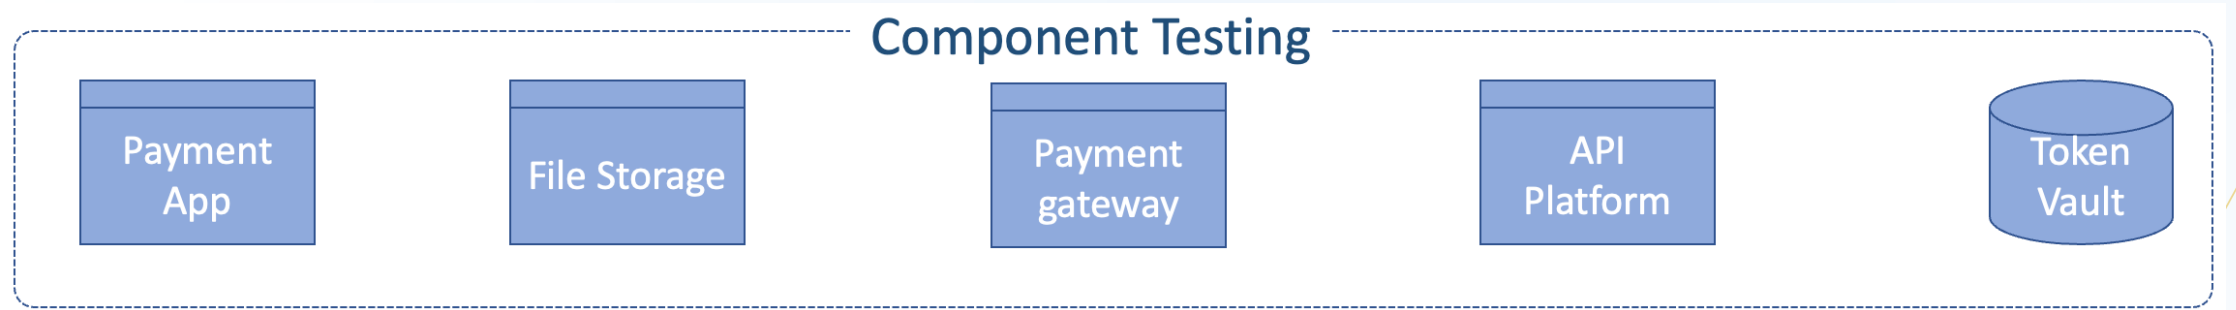 Component Testing
Payment
App
File Storage
Payment
gateway
API
Platform
Token
Vault